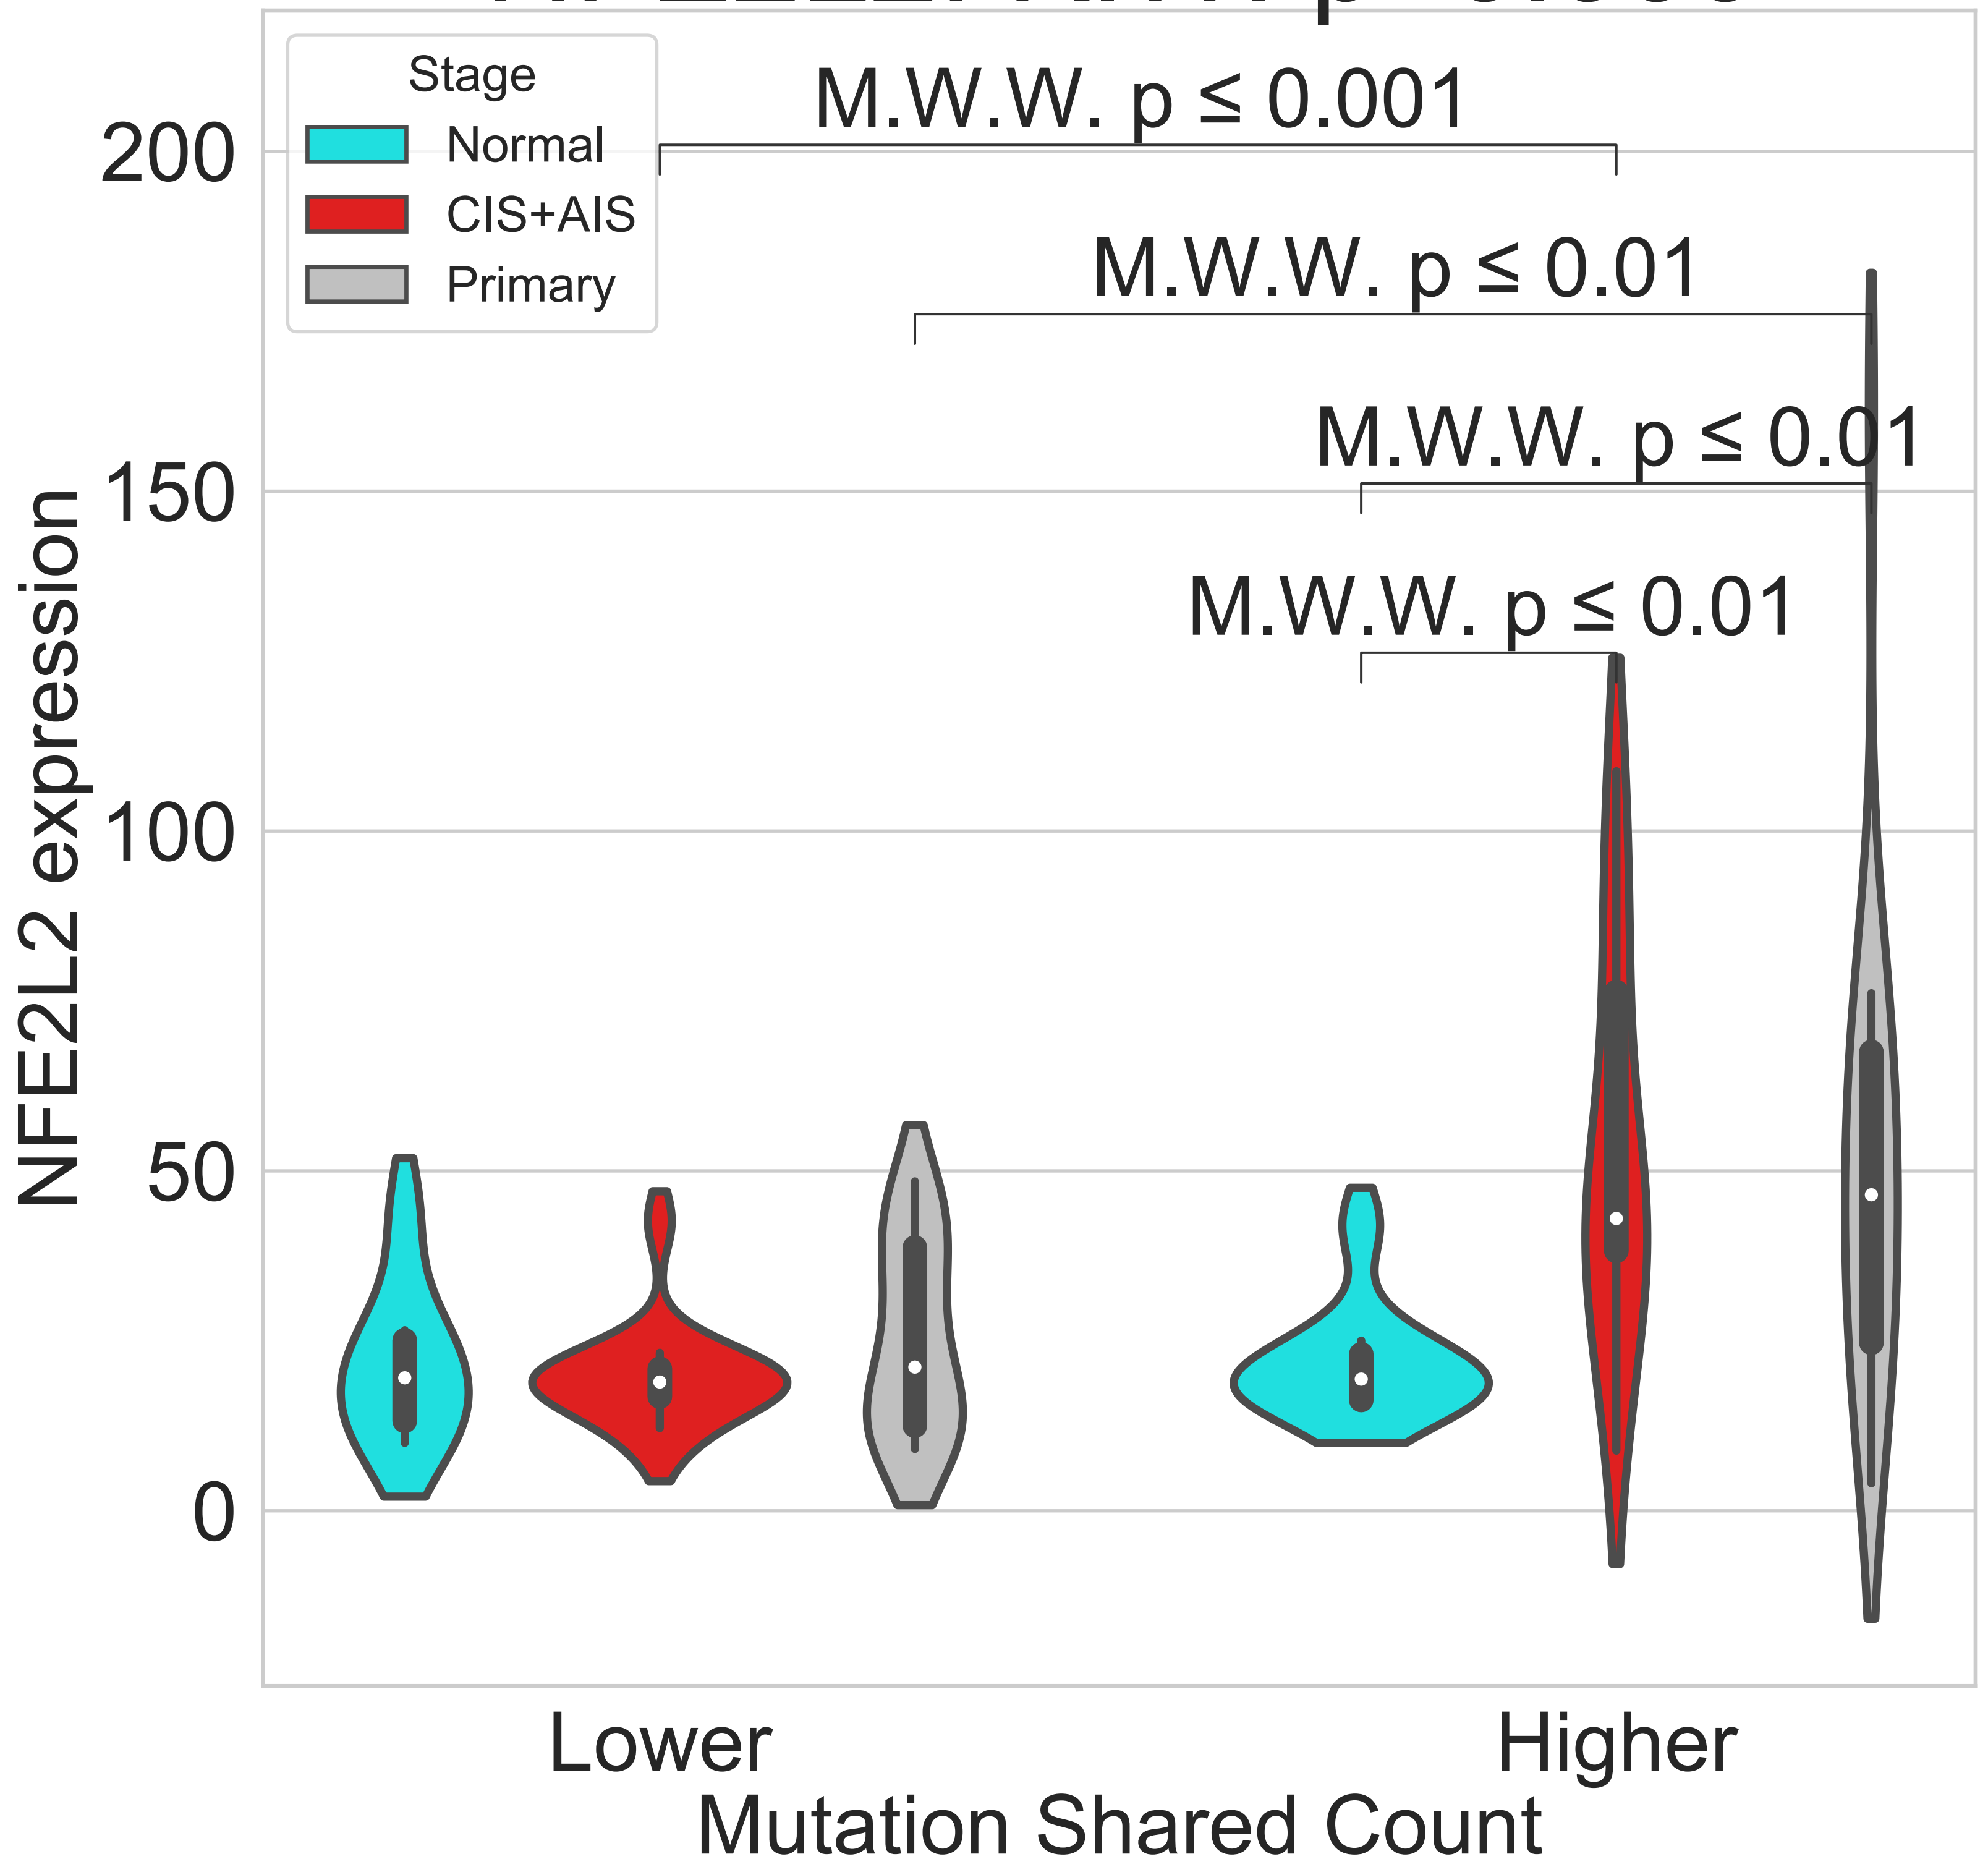 Stage
Normal
CIS+AIS
Primary
M.W.W. p ≤ 0.001
M.W.W. p ≤ 0.01
M.W.W. p ≤ 0.01
M.W.W. p ≤ 0.01
200
150
100
50
0
NFE2L2 expression
Lower
Higher
Mutation Shared Count